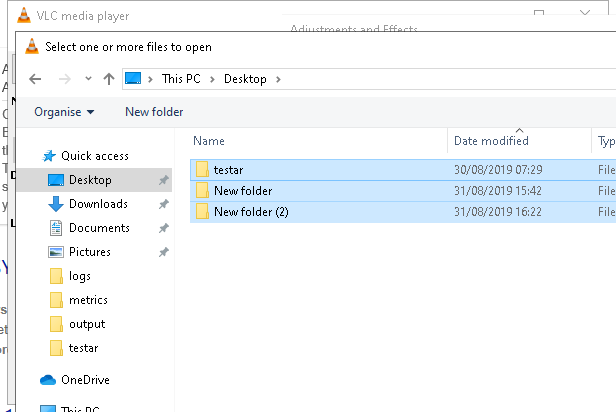 VLC media player
Adjustments and Effects
Select one or more files to open
This PC > Desktop >
Organise New folder
Name Date modified Typ
Quick access
testar 30/08/2019 07:29 File
Desktop
New folder 31/08/2019 15:42 File
Downloads
New folder (2) 31/08/2019 16:22 File
Documents
Pictures
logs
metrics
output
testar
OneDrive
This PC